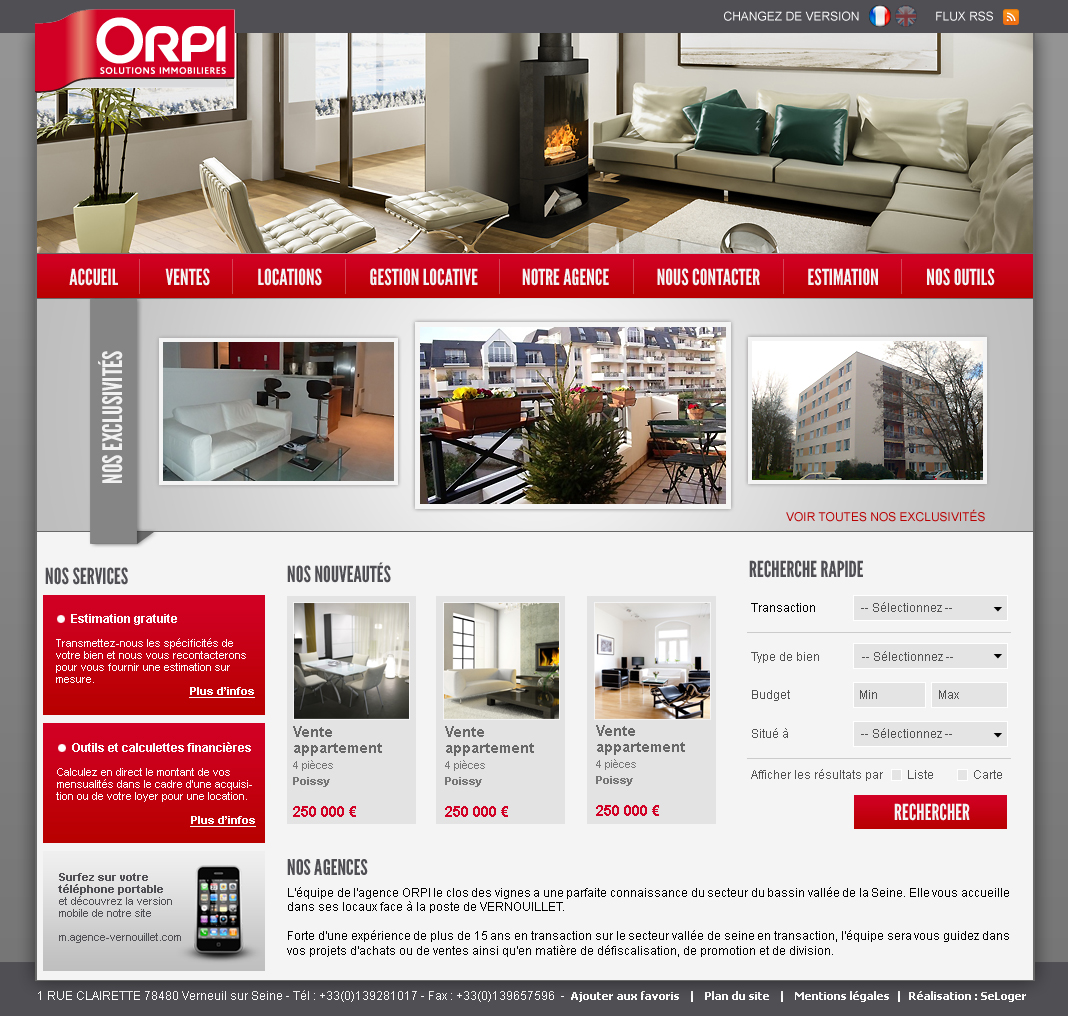 CHANGEZ DE VERSION FLUX RSS
ORPI
SOLUTIONS IMMOBILIERES
ACCUEIL VENTES LOCATIONS GESTION LOCATIVE NOTRE AGENCE NOUS CONTACTER ESTIMATION NOS OUTILS
NOS EXCLUSIVITÉS
VOIR TOUTES NOS EXCLUSIVITÉS
NOS SERVICES
Estimation gratuite
Transmettez-nous les spécificités de
votre bien et nous vous recontacterons
pour vous fournir une estimation sur
mesure.
Plus d'infos
Outils et calculettes financières
Calculez en direct le montant de vos
mensualités dans le cadre d'une acquisi-
tion ou de votre loyer pour une location.
Plus d'infos
Surfez sur votre
téléphone portable
et découvrez la version
mobile de notre site
m.agence-vernouillet.com
NOS NOUVEAUTÉS
Vente
appartement
4 pièces
Poissy
250 000 €
Vente
appartement
4 pièces
Poissy
250 000 €
Vente
appartement
4 pièces
Poissy
250 000 €
RECHERCHE RAPIDE
Transaction -- Sélectionnez --
Type de bien -- Sélectionnez --
Budget Min Max
Situé à -- Sélectionnez --
Afficher les résultats par Liste Carte
RECHERCHER
NOS AGENCES
L'équipe de l'agence ORPI le clos des vignes a une parfaite connaissance du secteur du bassin vallée de la Seine. Elle vous accueille
dans ses locaux face à la poste de VERNOUILLET.
Forte d'une expérience de plus de 15 ans en transaction sur le secteur vallée de seine en transaction, l'équipe sera vous guidez dans
vos projets d'achats ou de ventes ainsi qu'en matière de défiscalisation, de promotion et de division.
1 RUE CLAIRETTE 78480 Verneuil sur Seine - Tél : +33(0)139281017 - Fax : +33(0)139657596 - Ajouter aux favoris | Plan du site | Mentions légales | Réalisation : SeLoger